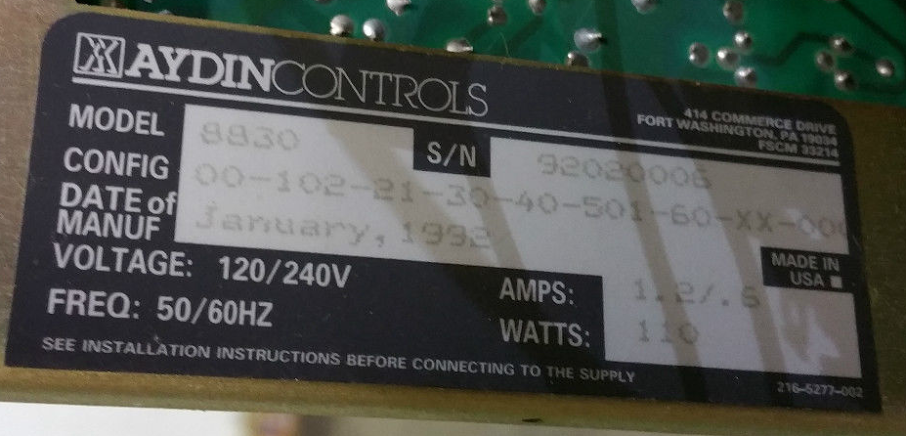 AYDINCONTROLS
414 COMMERCE DRIVE
FORT WASHINGTON, PA 19034
FSCM 33214
MODEL 8830 S/N 92020006
CONFIG 00-102-21-30-40-501-60-XX-00
DATE of
MANUF January, 1992
MADE IN
USA
VOLTAGE: 120/240V
AMPS: 1.2/.6
FREQ: 50/60HZ
WATTS: 110
SEE INSTALLATION INSTRUCTIONS BEFORE CONNECTING TO THE SUPPLY
216-5277-002